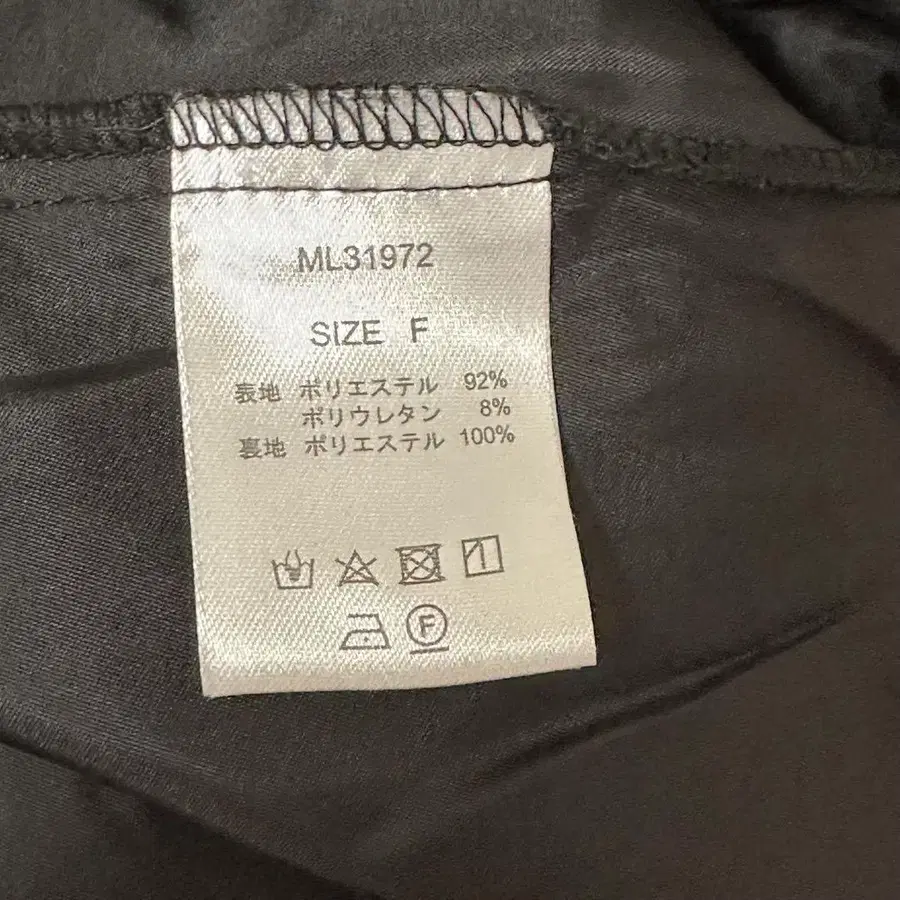 ML31972
SIZE F
表地 ポリエステル 92%
ポリウレタン 8%
裏地 ポリエステル 100%
F